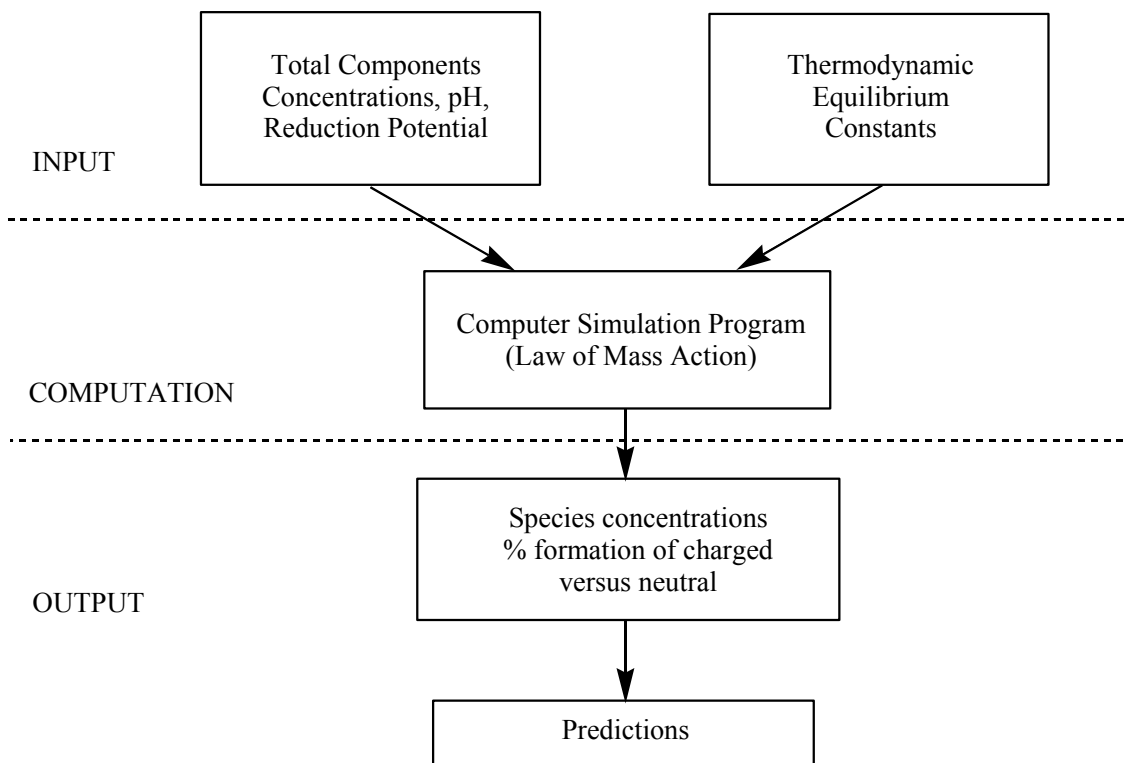 Total Components
Concentrations, pH,
Reduction Potential
Thermodynamic
Equilibrium
Constants
INPUT
Computer Simulation Program
(Law of Mass Action)
COMPUTATION
Species concentrations
% formation of charged
versus neutral
OUTPUT
Predictions